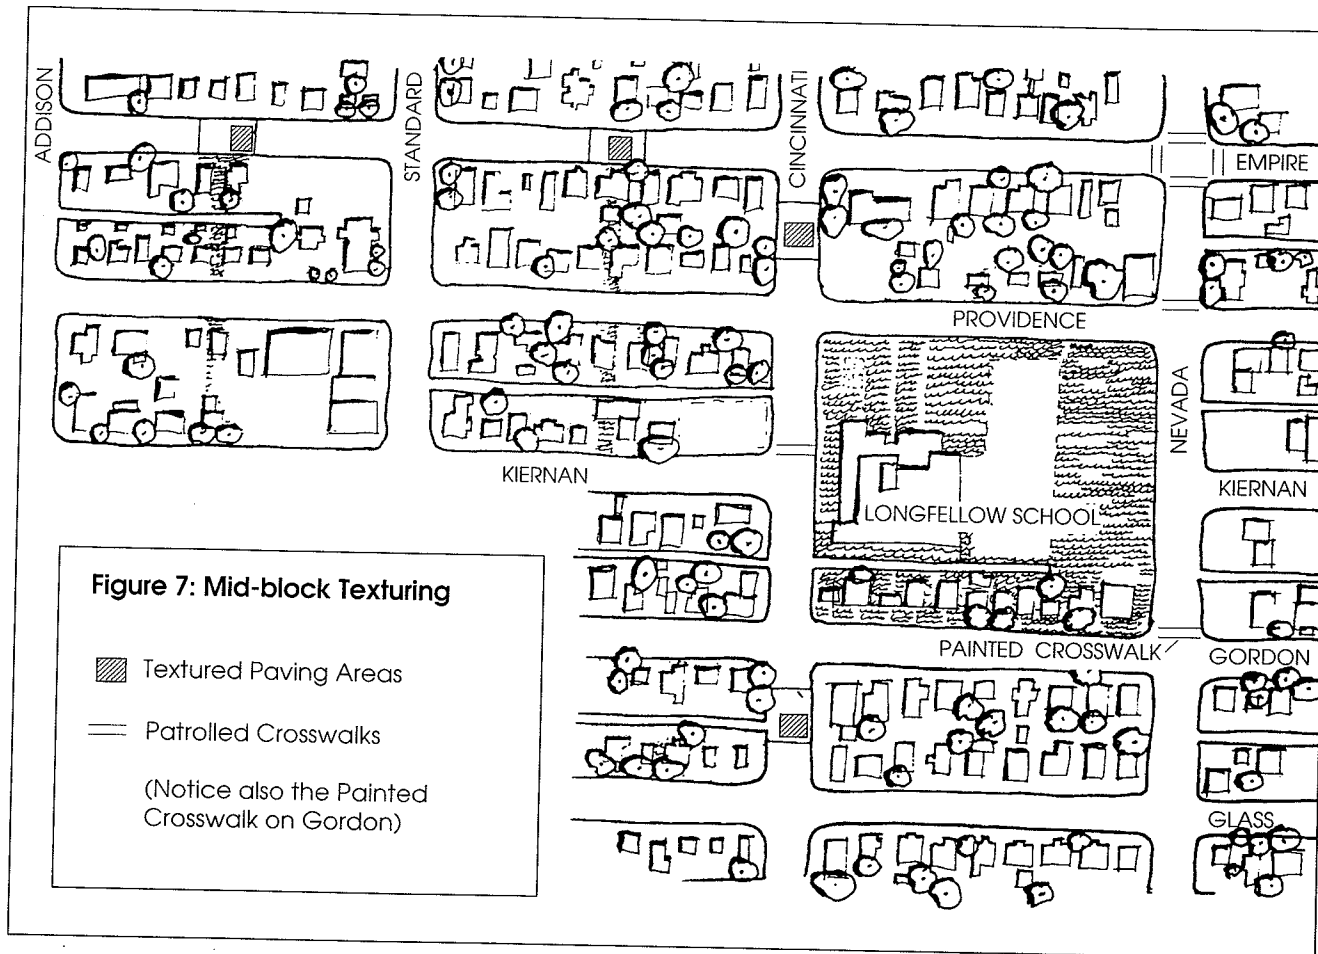 ADDISON
STANDARD
CINCINNATI
EMPIRE
PROVIDENCE
NEVADA
KIERNAN
KIERNAN
LONGFELLOW SCHOOL
PAINTED CROSSWALK
GORDON
GLASS
Figure 7: Mid-block Texturing
Textured Paving Areas
Patrolled Crosswalks
(Notice also the Painted
Crosswalk on Gordon)